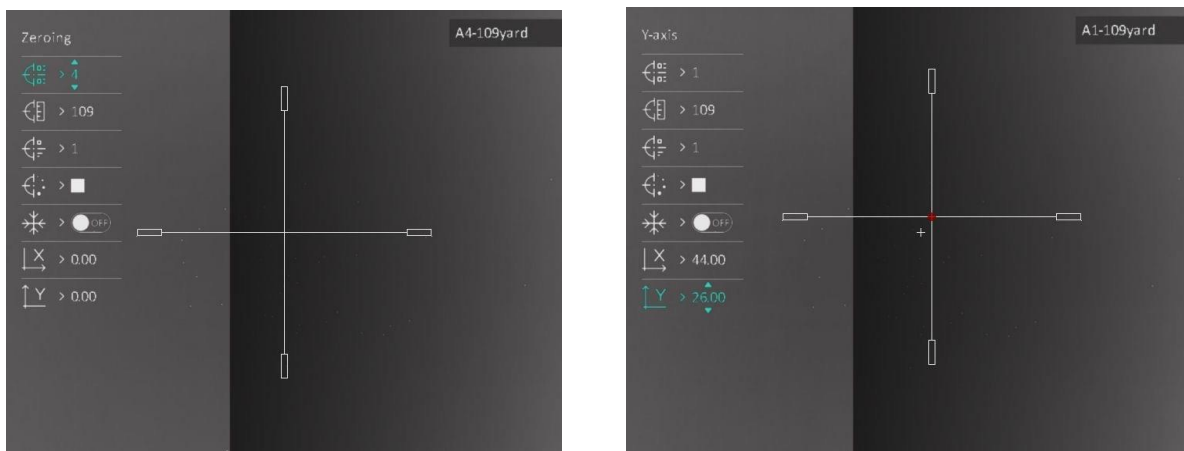 Zeroing
A4-109yard
> 4
> 109
> 1
>
> OFF
X > 0.00
Y > 0.00
Y-axis
A1-109yard
> 1
> 109
> 1
>
> OFF
X > 44.00
Y > 26.00